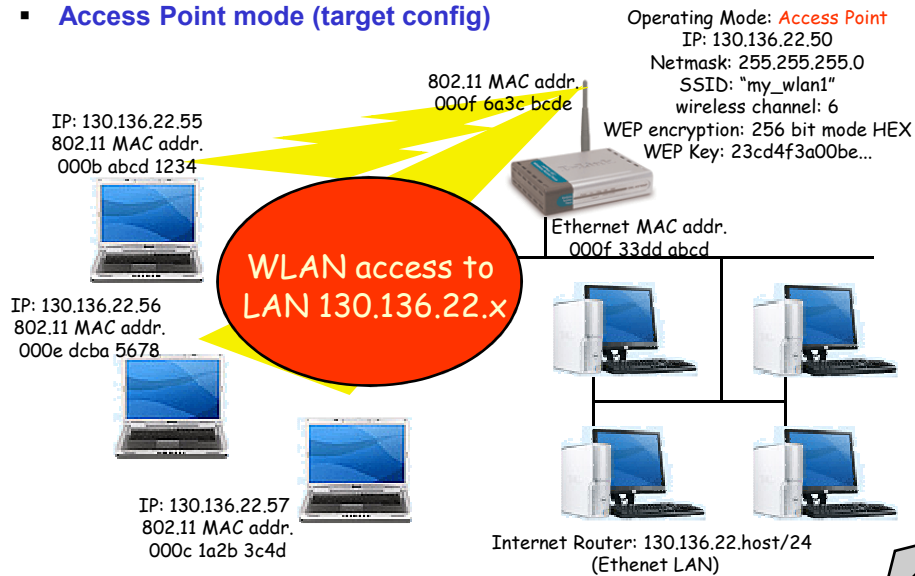 ▪ Access Point mode (target config)
Operating Mode: Access Point
IP: 130.136.22.50
Netmask: 255.255.255.0
SSID: “my_wlan1”
wireless channel: 6
WEP encryption: 256 bit mode HEX
WEP Key: 23cd4f3a00be...
802.11 MAC addr.
000f 6a3c bcde
IP: 130.136.22.55
802.11 MAC addr.
000b abcd 1234
Ethernet MAC addr.
000f 33dd abcd
WLAN access to
LAN 130.136.22.x
IP: 130.136.22.56
802.11 MAC addr.
000e dcba 5678
IP: 130.136.22.57
802.11 MAC addr.
000c 1a2b 3c4d
Internet Router: 130.136.22.host/24
(Ethenet LAN)